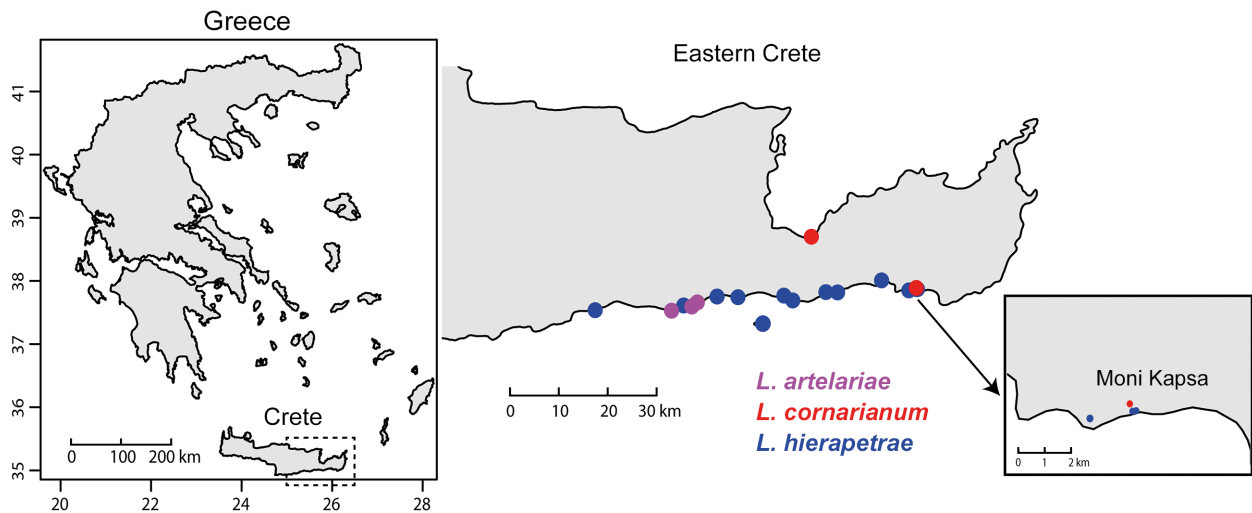 Greece
Eastern Crete
41
40
39
38
37
36
35
Crete
0 100 200 km
20 22 24 26 28
0 10 20 30 km
L. artelariae
L. cornarianum
L. hierapetrae
Moni Kapsa
0 1 2 km